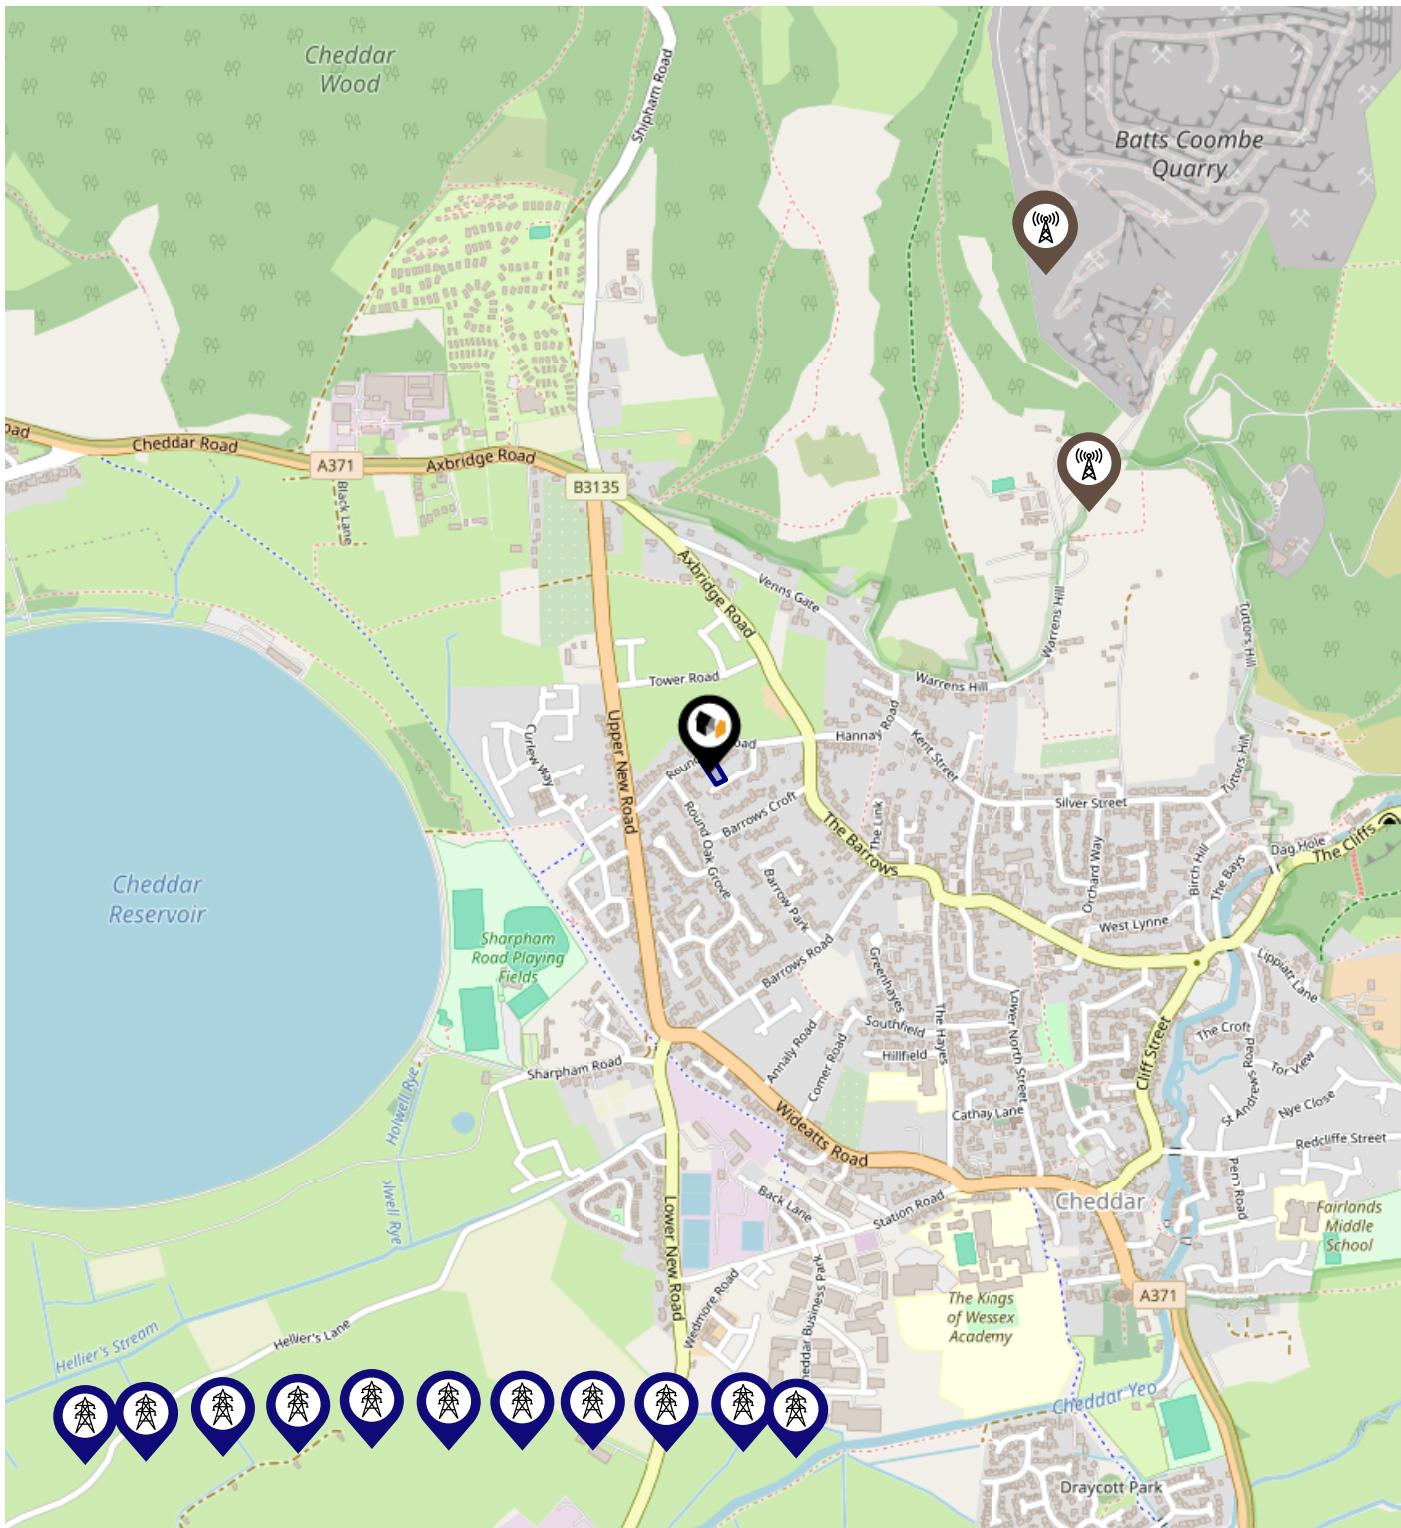 Cheddar
Wood
Shipham Road
Batts Coombe
Quarry
oad
Cheddar Road
A371
Axbridge Road
B3135
Black Lane
Axbridge Road
Venns Gate
Warrens Hill
Tuttors Hill
Tower Road
Warrens Hill
Upper New Road
Curlew Way
Road
Hannay Road
Kent Street
Tuttors Hill
Round
Silver Street
Barrows Croft
The Link
The Barrows
Round Oak Grove
Orchard Way
Birch Hill
The Bays
Dag Hole
The Cliffs
Cheddar
Reservoir
Barrow Park
West Lynne
Sharpham
Road Playing
Fields
Barrows Road
Greenhayes
Lippiatt Lane
The Hayes
Lower North Street
Southfield
Hillfield
Annaly Road
Corner Road
Cliff Street
The Croft
St Andrews Road
Tor View
Nye Close
Sharpham Road
Holwell Rye
Cathay Lane
Wideatts Road
Redcliffe Street
Penn Road
lwell Rye
Back Lane
Station Road
Cheddar
Fairlands
Middle
School
Lower New Road
Wedmore Road
heddar Business Park
The Kings
of Wessex
Academy
A371
Hellier's Stream
Hellier's Lane
Cheddar Yeo
Draycott Park